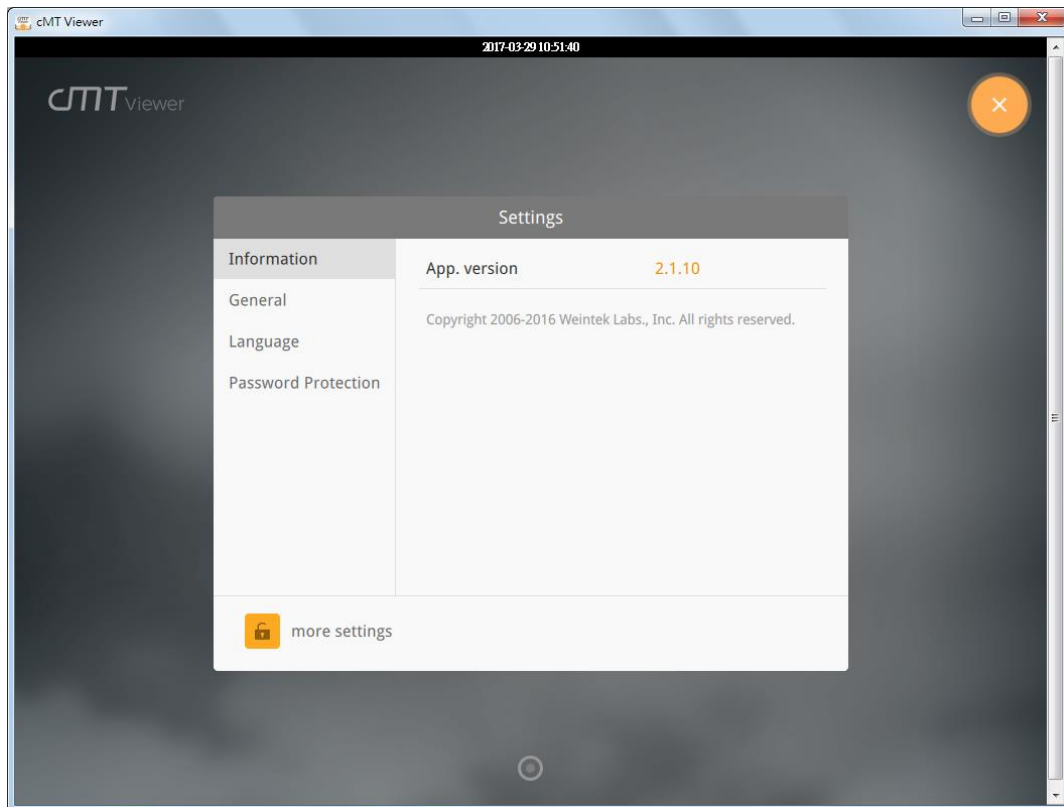 cMT Viewer
2017-03-29 10:51:40
cMT Viewer
Settings
Information
App. version 2.1.10
General
Copyright 2006-2016 Weintek Labs., Inc. All rights reserved.
Language
Password Protection
more settings